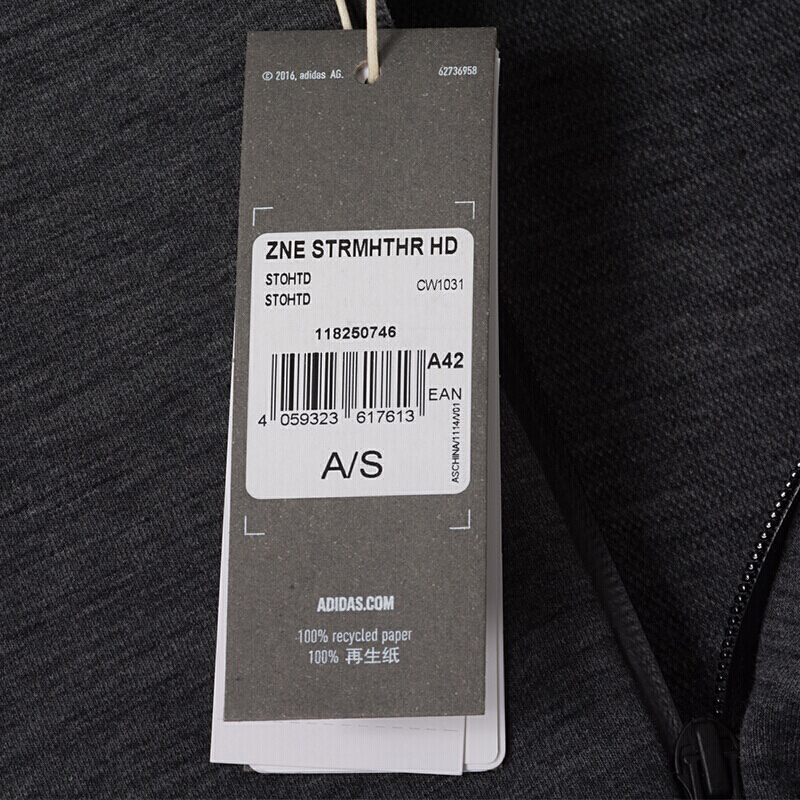 © 2016, adidas AG.
62736958
ZNE STRMHTHR HD
STOHTD
STOHTD
CW1031
118250746
A42
EAN
4 059323 617613
A/S
ASCHINA/1114/V01
ADIDAS.COM
100% recycled paper
100% 再生纸